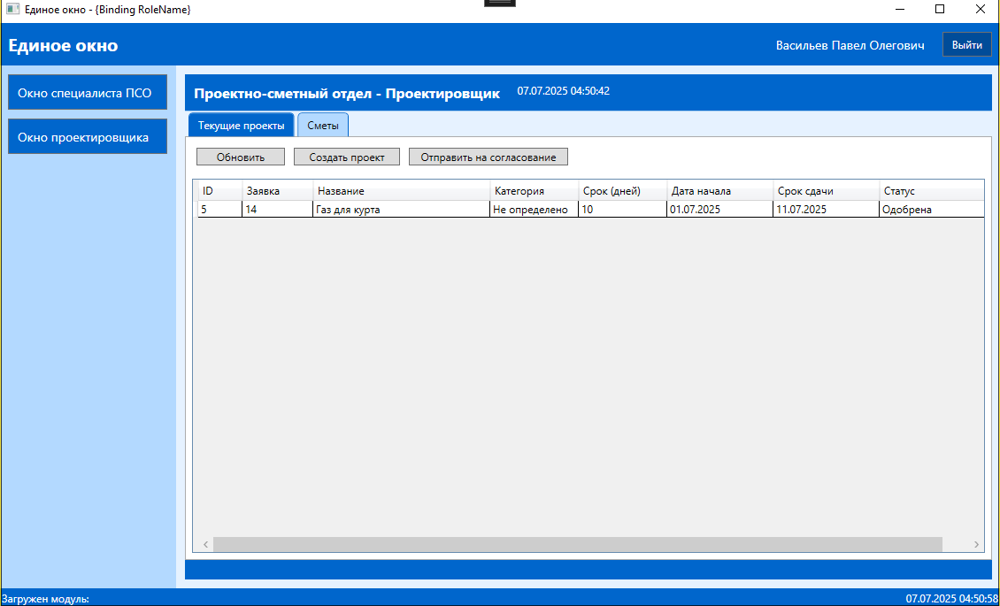 Единое окно - {Binding RoleName}
Единое окно
Васильев Павел Олегович
Выйти
Окно специалиста ПСО
Окно проектировщика
Проектно-сметный отдел - Проектировщик 07.07.2025 04:50:42
Текущие проекты Сметы
Обновить Создать проект Отправить на согласование
ID Заявка Название Категория Срок (дней) Дата начала Срок сдачи Статус
5 14 Газ для курта Не определено 10 01.07.2025 11.07.2025 Одобрена
Загружен модуль: 07.07.2025 04:50:58